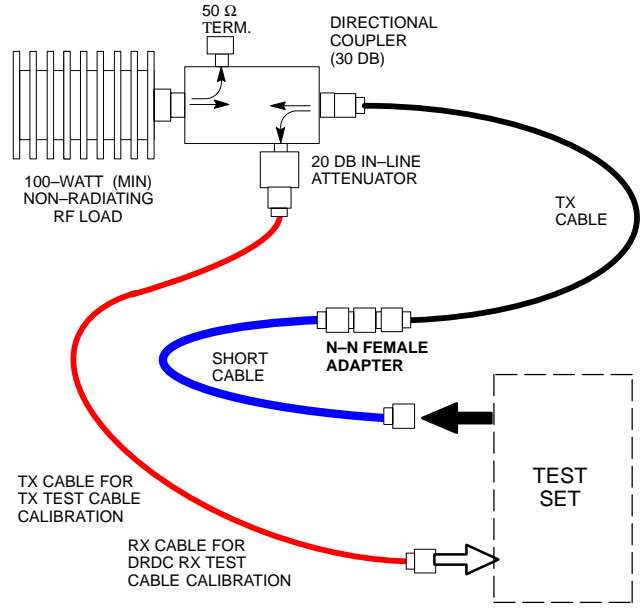 50 Ω
TERM.
DIRECTIONAL
COUPLER
(30 DB)
100–WATT (MIN)
NON–RADIATING
RF LOAD
20 DB IN–LINE
ATTENUATOR
TX
CABLE
N–N FEMALE
ADAPTER
SHORT
CABLE
TEST
SET
TX CABLE FOR
TX TEST CABLE
CALIBRATION
RX CABLE FOR
DRDC RX TEST
CABLE CALIBRATION